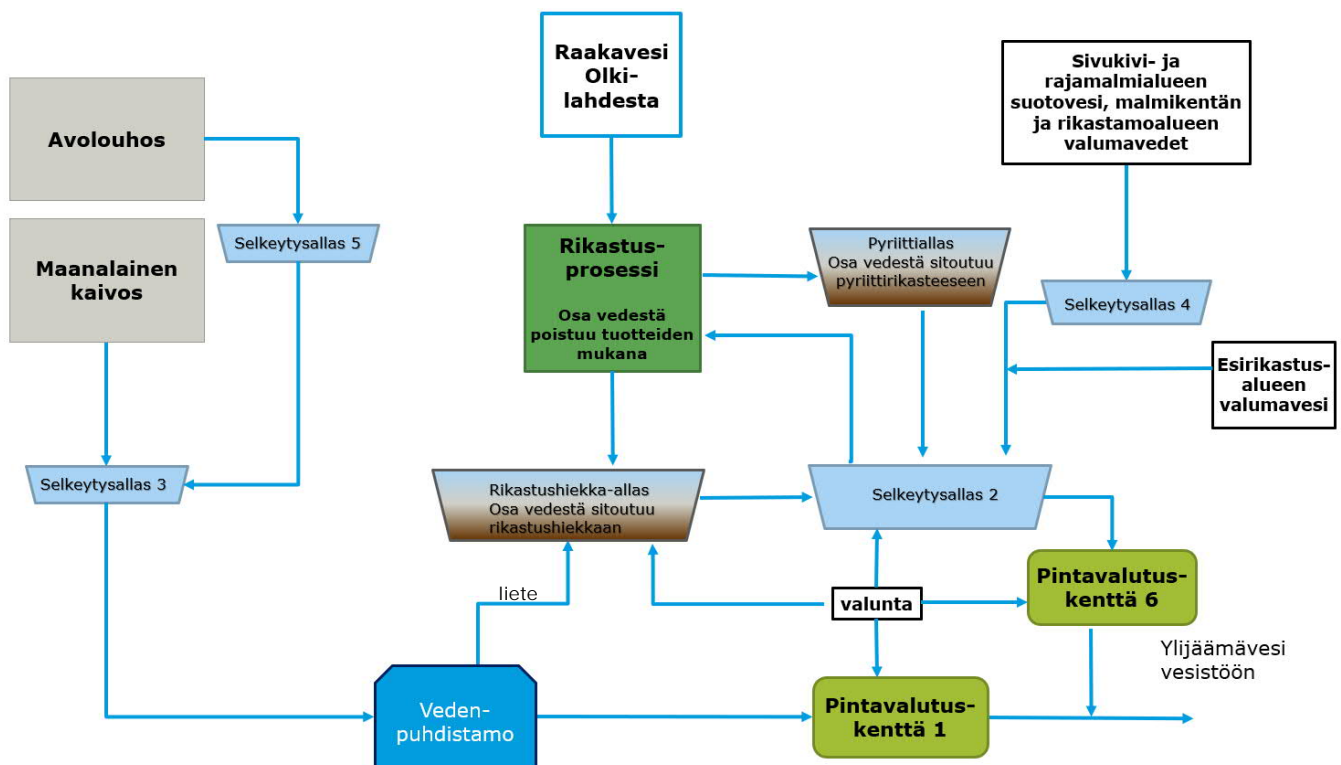 Raakavesi
Olki-
lahdesta
Sivukivi- ja
rajamalmialueen
suotovesi, malmikentän
ja rikastamoalueen
valumavedet
Avolouhos
Maanalainen
kaivos
Selkeytysallas 5
Rikastus-
prosessi
Osa vedestä
poistuu tuotteiden
mukana
Pyriittiallas
Osa vedestä sitoutuu
pyriittirikasteeseen
Selkeytysallas 4
Esirikastus-
alueen
valumavesi
Selkeytysallas 3
Rikastushiekka-allas
Osa vedestä sitoutuu
rikastushiekkaan
Selkeytysallas 2
liete
valunta
Pintavalutus-
kenttä 6
Ylijäämävesi
vesistöön
Veden-
puhdistamo
Pintavalutus-
kenttä 1